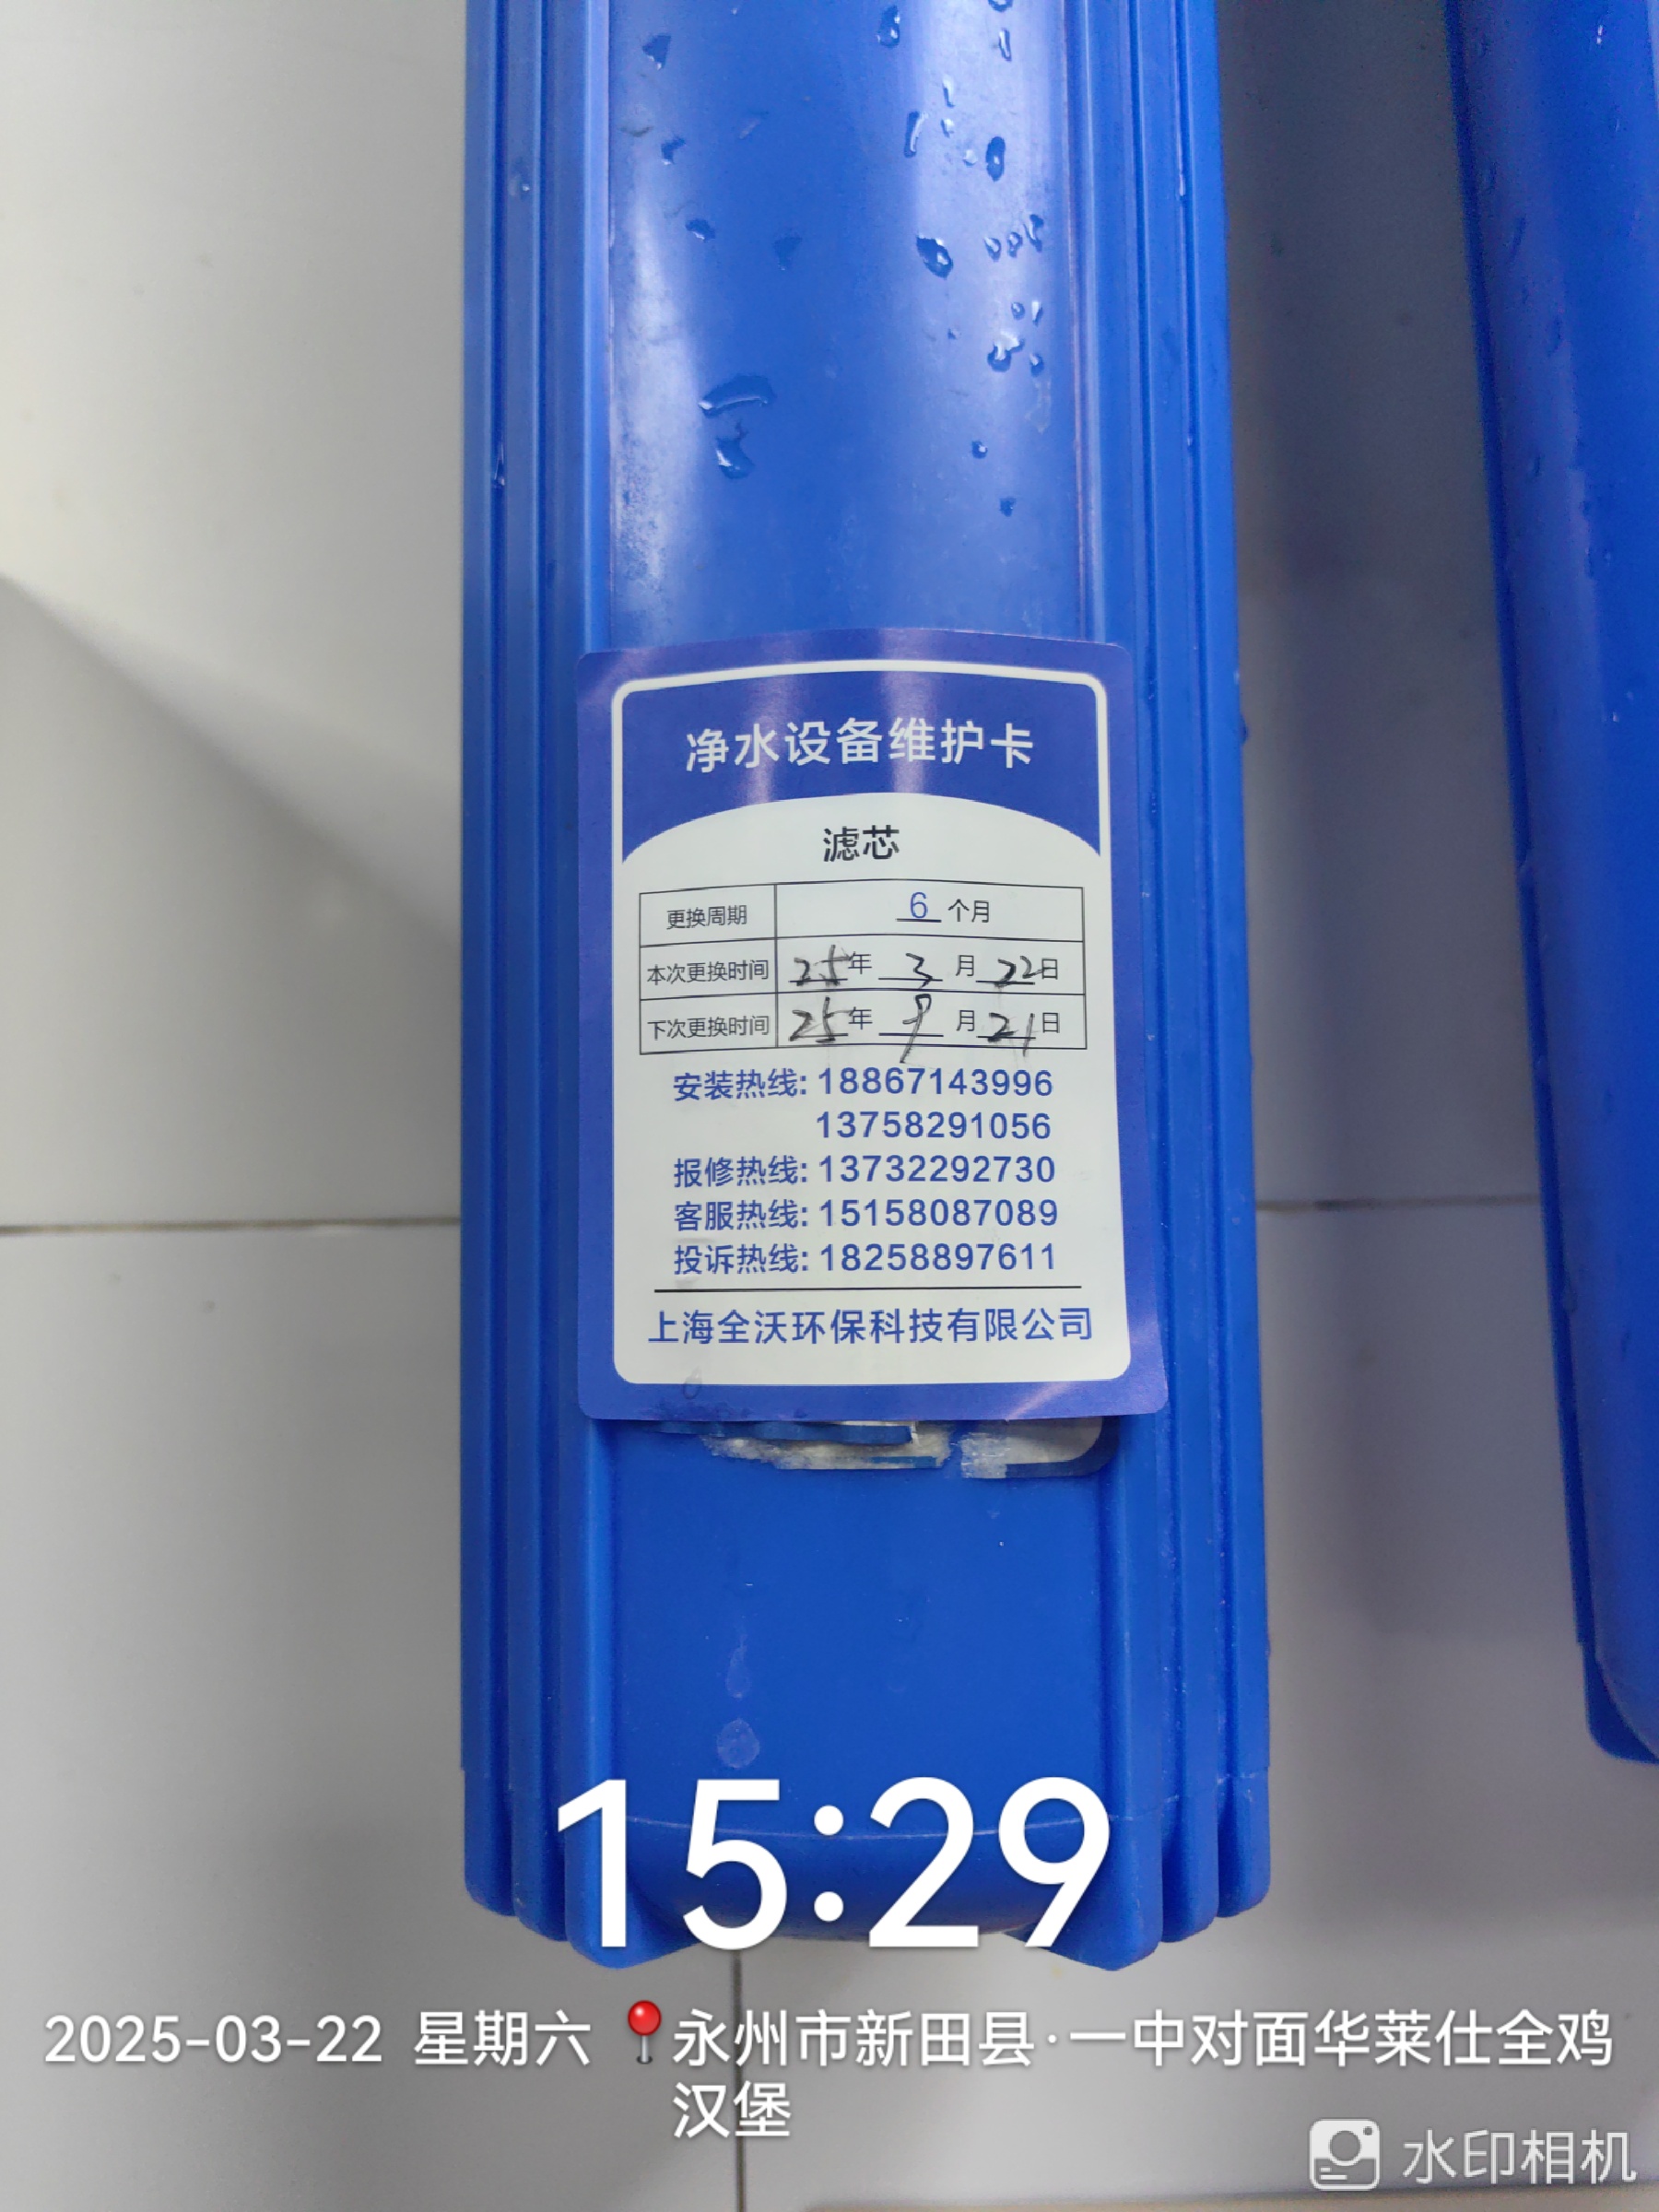 净水设备维护卡
滤芯
更换周期 6 个月
本次更换时间 25年 3 月 22日
下次更换时间 25年 9 月 21日
安装热线: 18867143996
13758291056
报修热线: 13732292730
客服热线: 15158087089
投诉热线: 18258897611
上海全沃环保科技有限公司
15:29
2025-03-22 星期六 📍永州市新田县·一中对面华莱仕全鸡
汉堡
水印相机